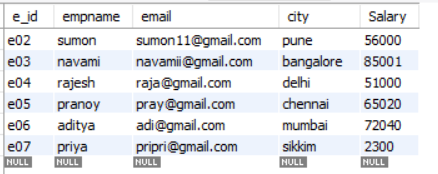 e_id empname email city Salary
e02 sumon sumon11@gmail.com pune 56000
e03 navami navamii@gmail.com bangalore 85001
e04 rajesh raja@gmail.com delhi 51000
e05 pranoy pray@gmail.com chennai 65020
e06 aditya adi@gmail.com mumbai 72040
e07 priya pripri@gmail.com sikkim 2300
NULL NULL NULL NULL NULL